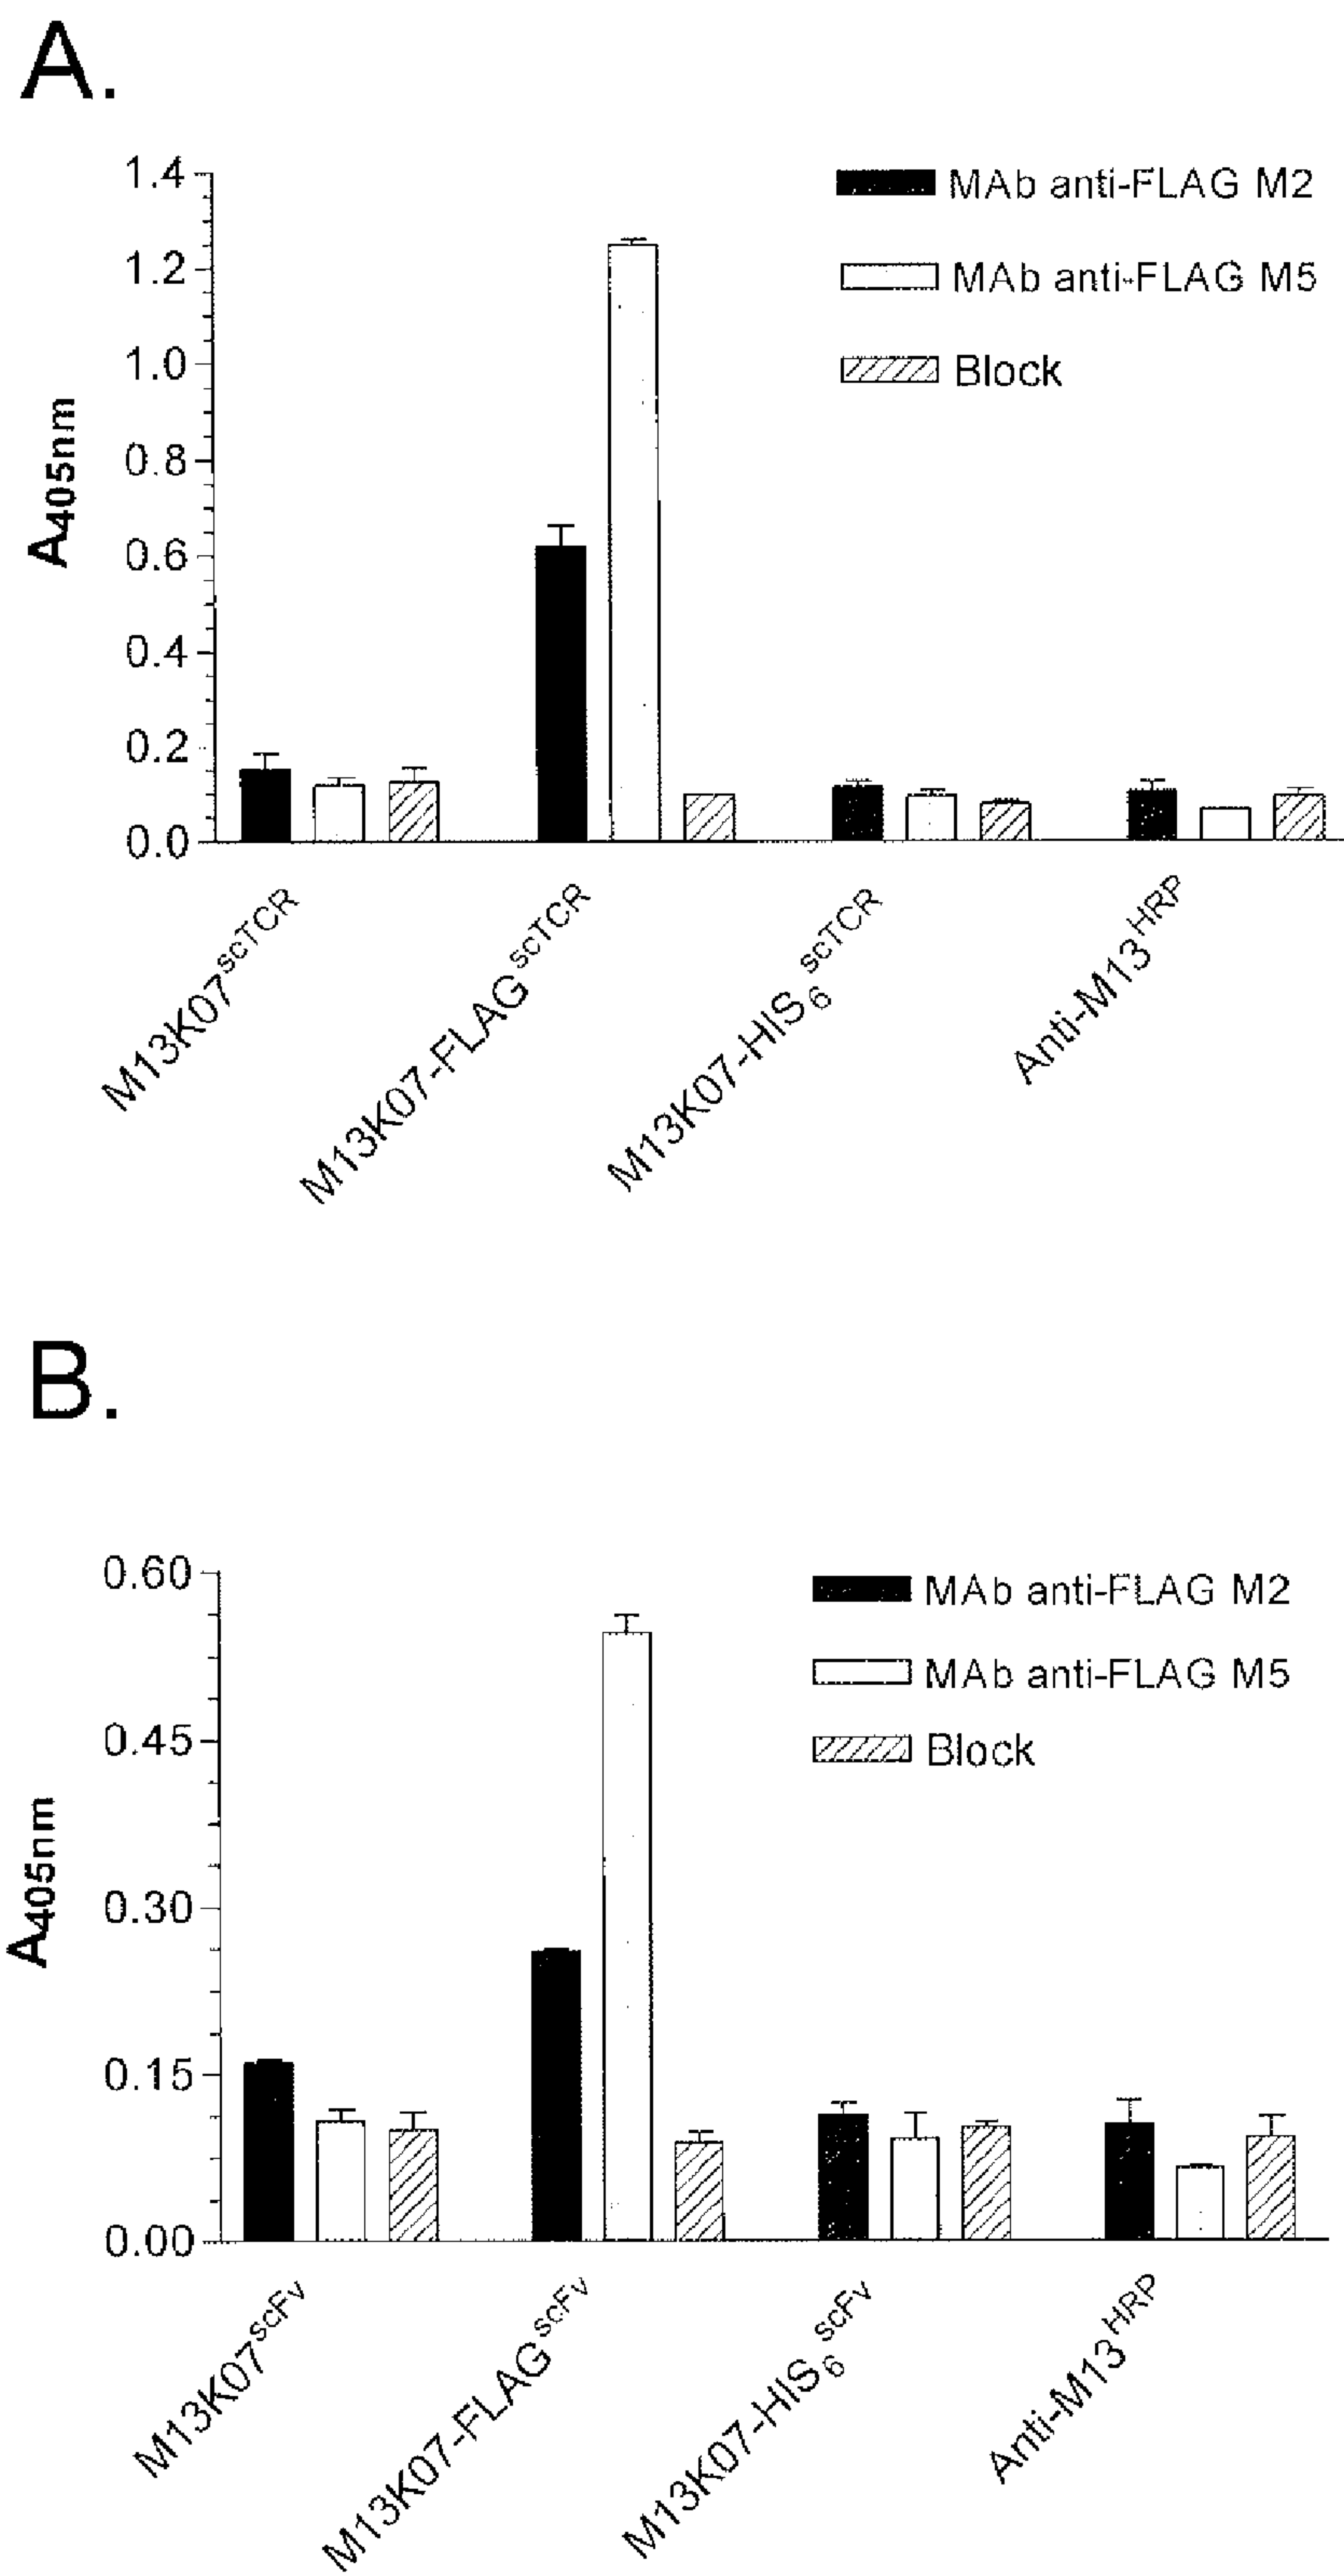 A.
1.4
1.2
1.0
0.8
0.6
0.4
0.2
0.0
A405nm
MAb anti-FLAG M2
MAb anti-FLAG M5
Block
M13K07scTCR
M13K07-FLAGscTCR
M13K07-HIS6scTCR
Anti-M13HRP
B.
0.60
0.45
0.30
0.15
0.00
A405nm
MAb anti-FLAG M2
MAb anti-FLAG M5
Block
M13K07scFv
M13K07-FLAGscFv
M13K07-HIS6scFv
Anti-M13HRP